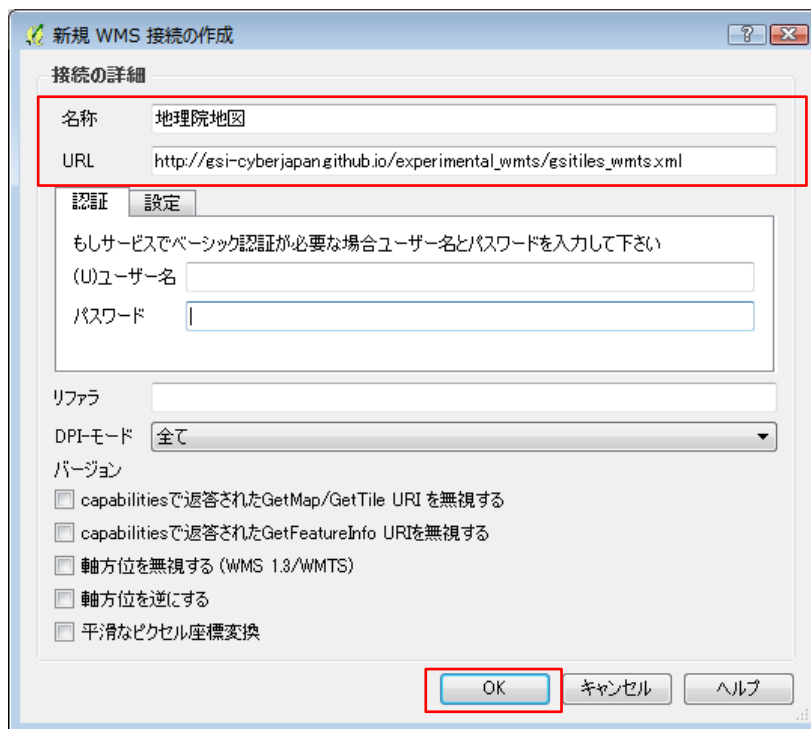 新規 WMS 接続の作成
接続の詳細
名称 地理院地図
URL http://gsi-cyberjapan.github.io/experimental_wmts/gsitiles_wmts.xml
認証 設定
もしサービスでベーシック認証が必要な場合ユーザー名とパスワードを入力して下さい
(U)ユーザー名
パスワード
リファラ
DPI-モード 全て
バージョン
capabilitiesで返答されたGetMap/GetTile URI を無視する
capabilitiesで返答されたGetFeatureInfo URIを無視する
軸方位を無視する (WMS 1.3/WMTS)
軸方位を逆にする
平滑なピクセル座標変換
OK キャンセル ヘルプ